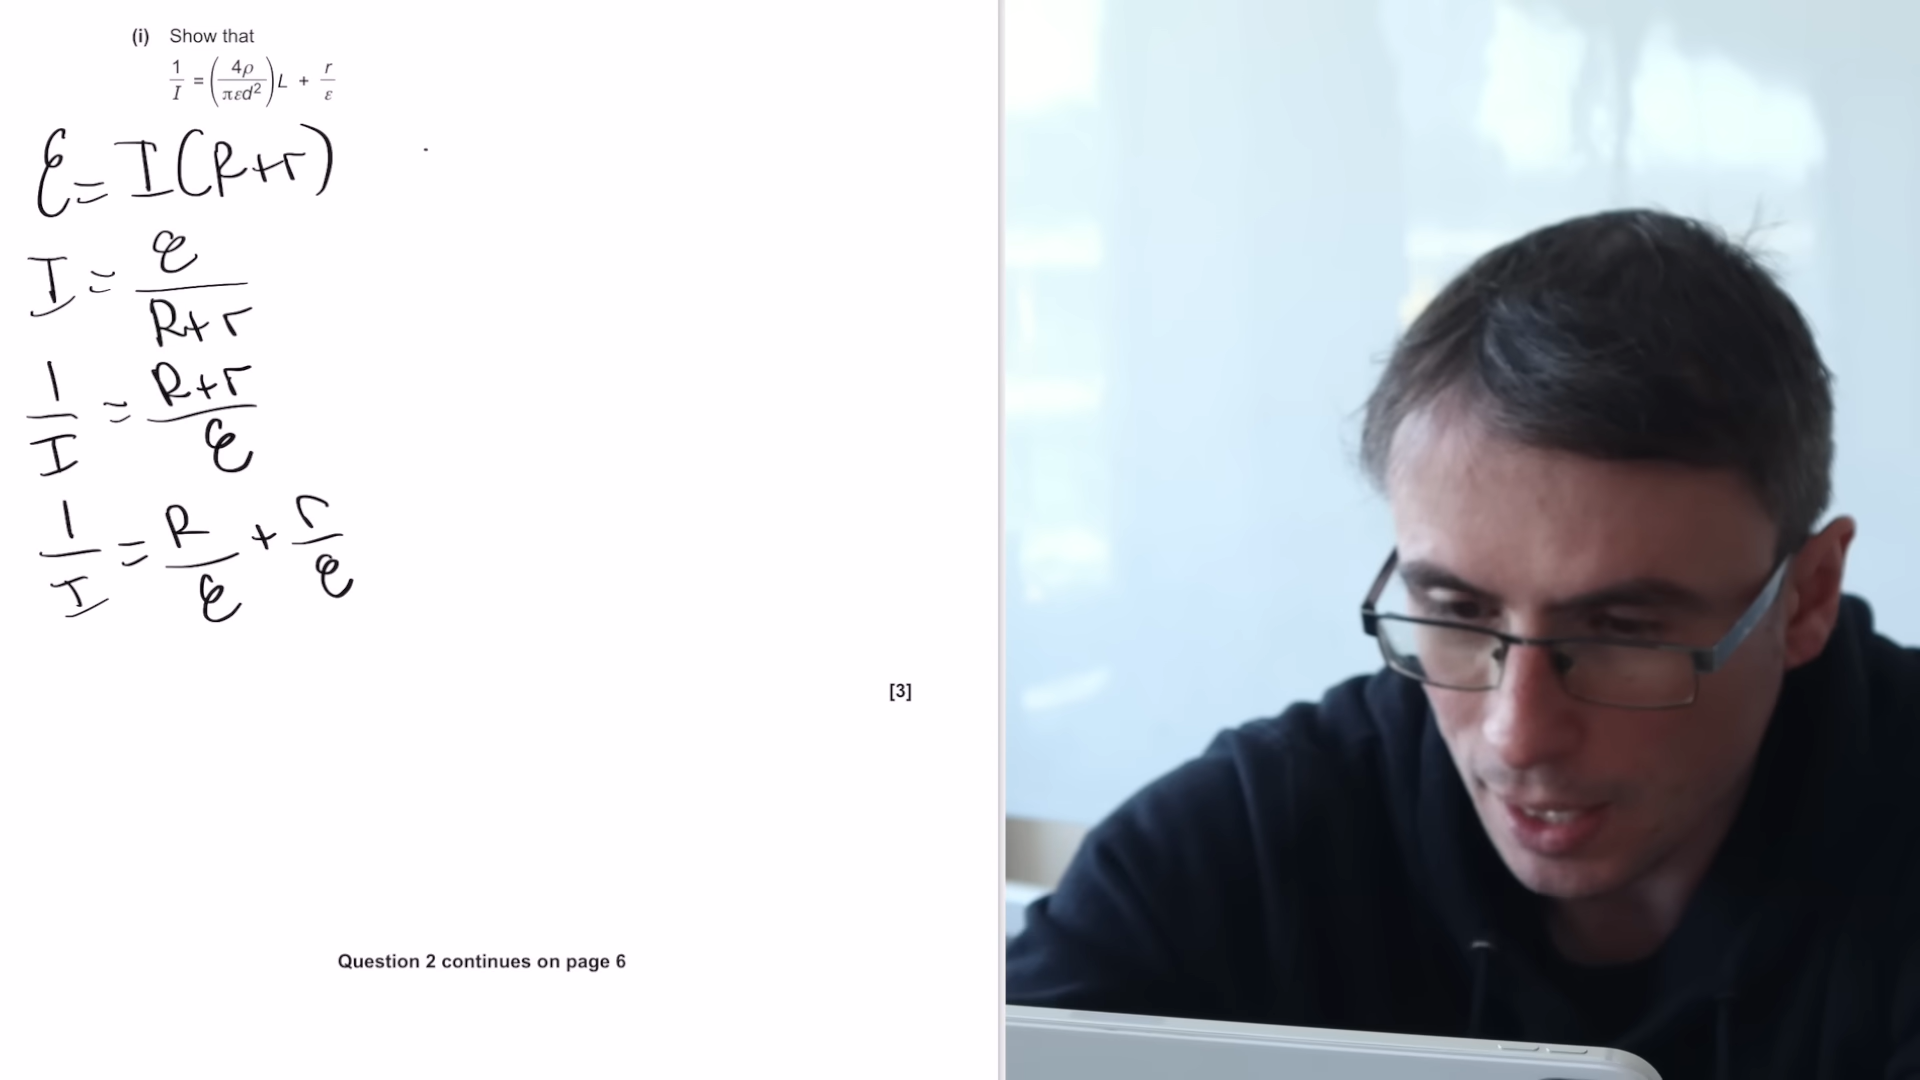 (i) Show that
1/I = (4ρ/πεd²)L + r/ε
ε = I(R+r)
I = ε/R+r
1/I = R+r/ε
1/I = R/ε + r/ε
[3]
Question 2 continues on page 6